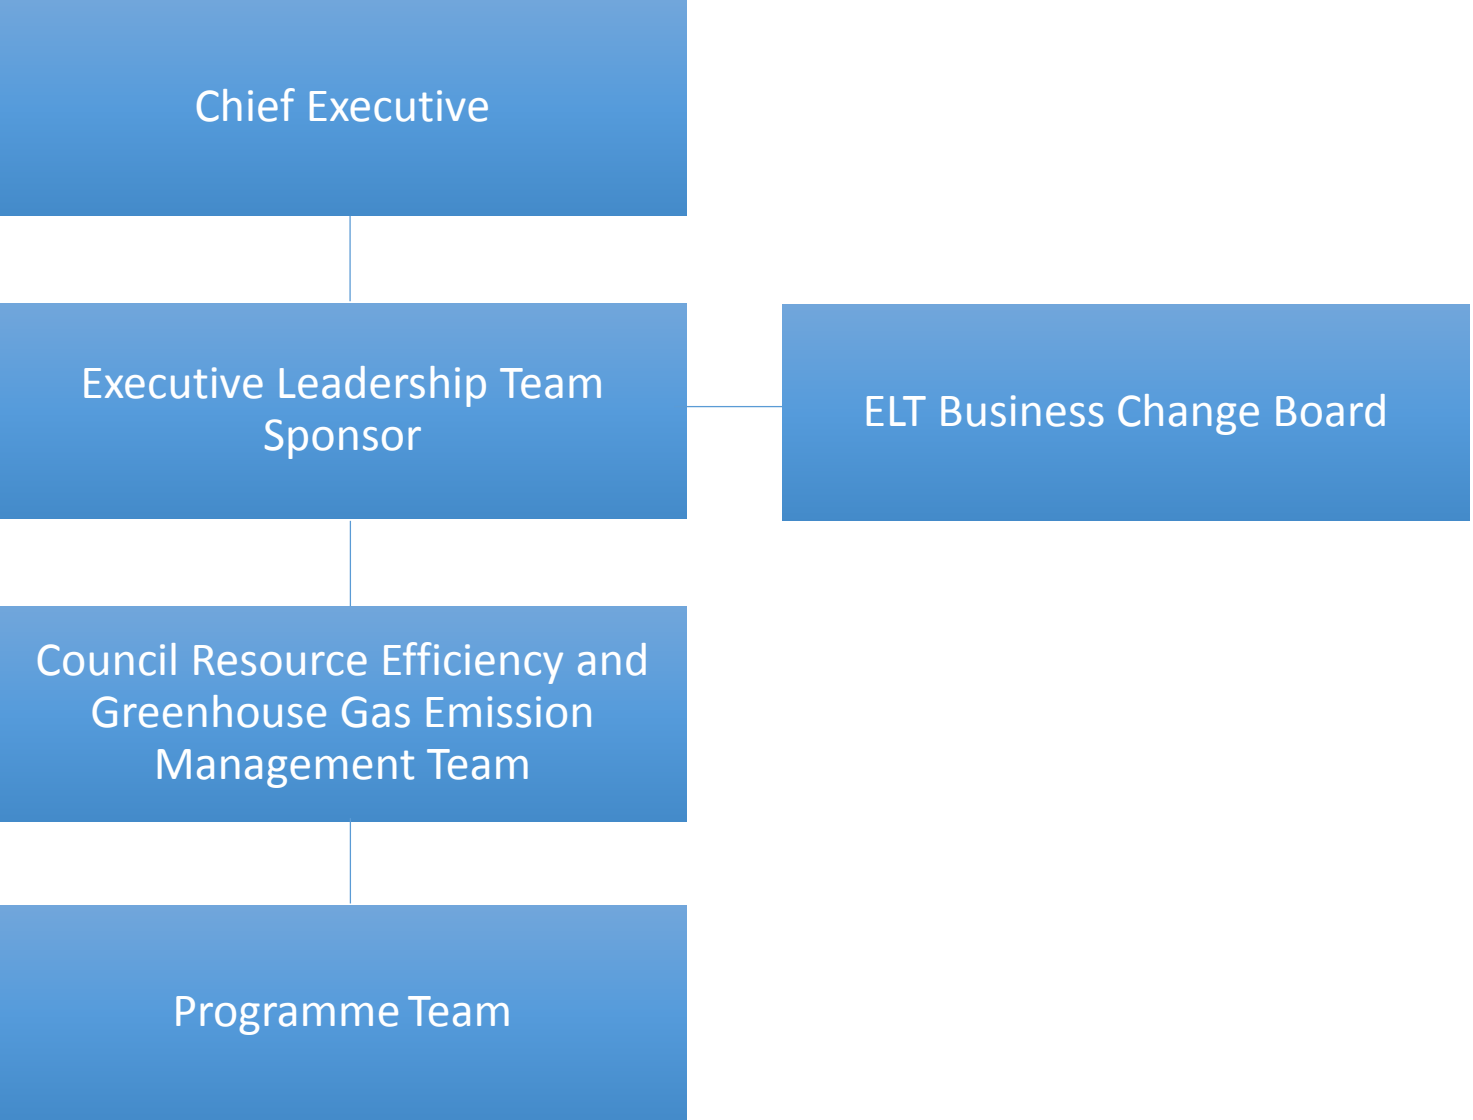 Chief Executive
Executive Leadership Team
Sponsor
ELT Business Change Board
Council Resource Efficiency and
Greenhouse Gas Emission
Management Team
Programme Team